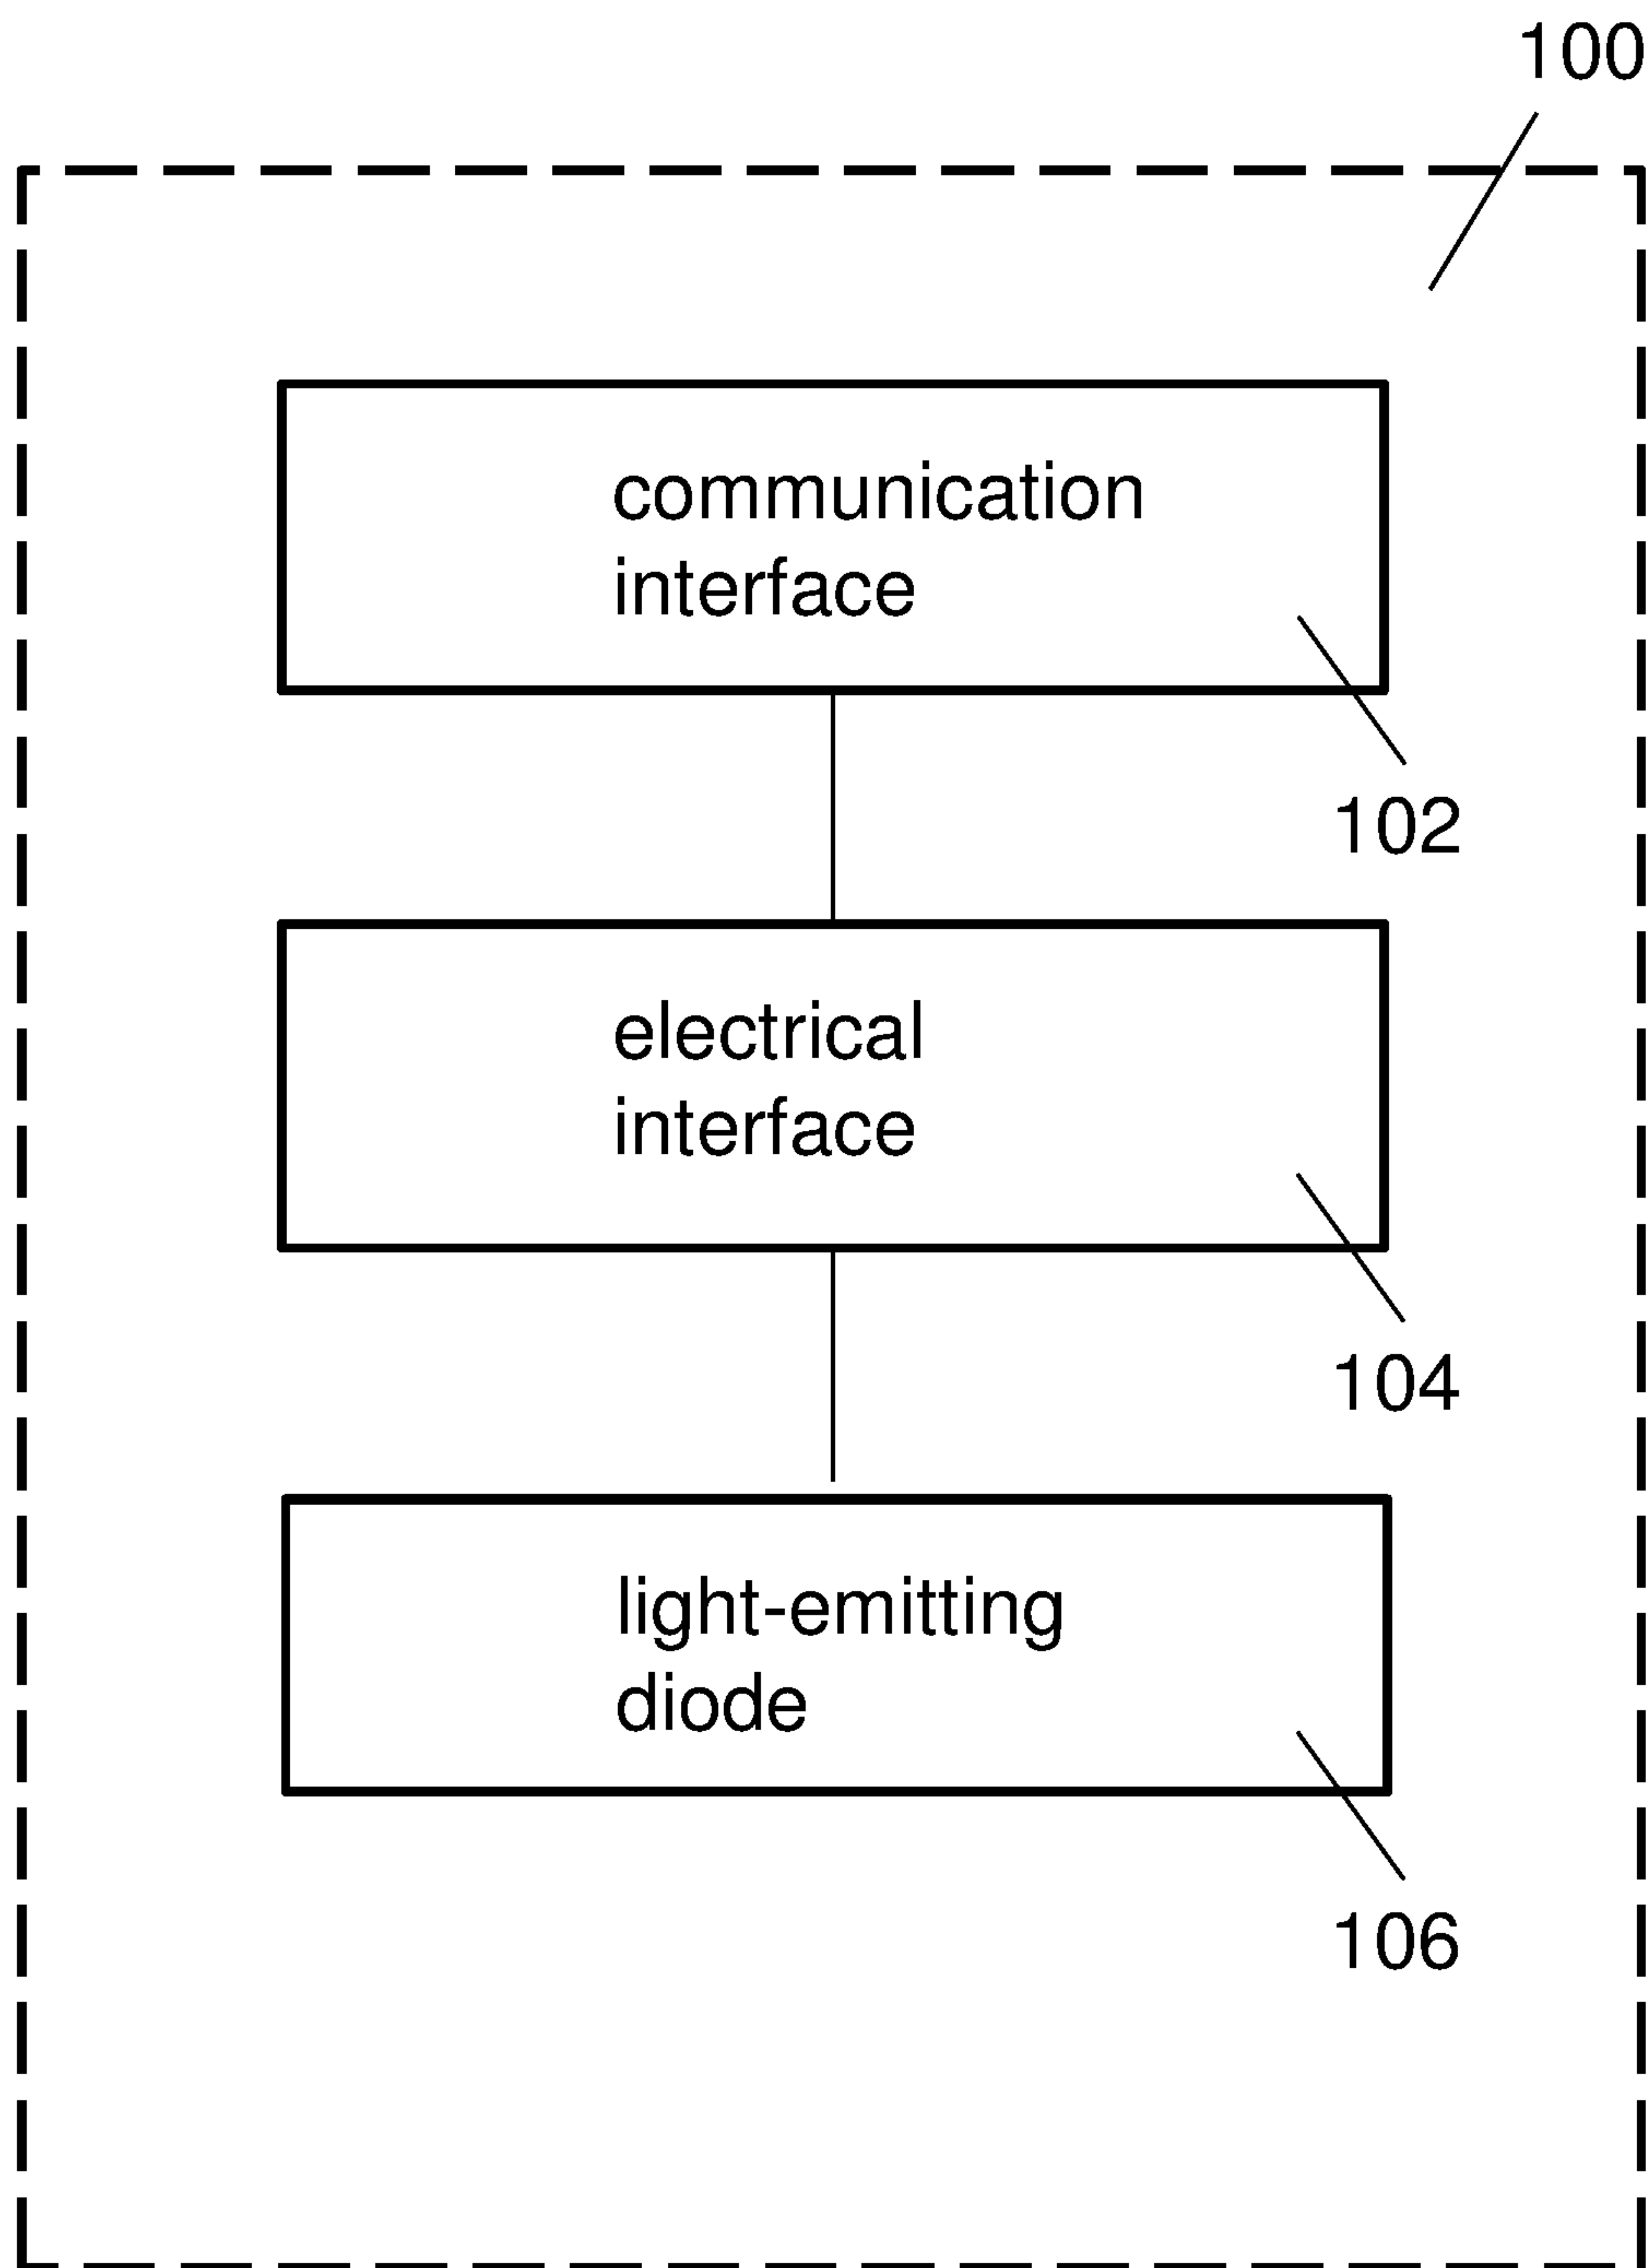 100
communication
interface
102
electrical
interface
104
light-emitting
diode
106